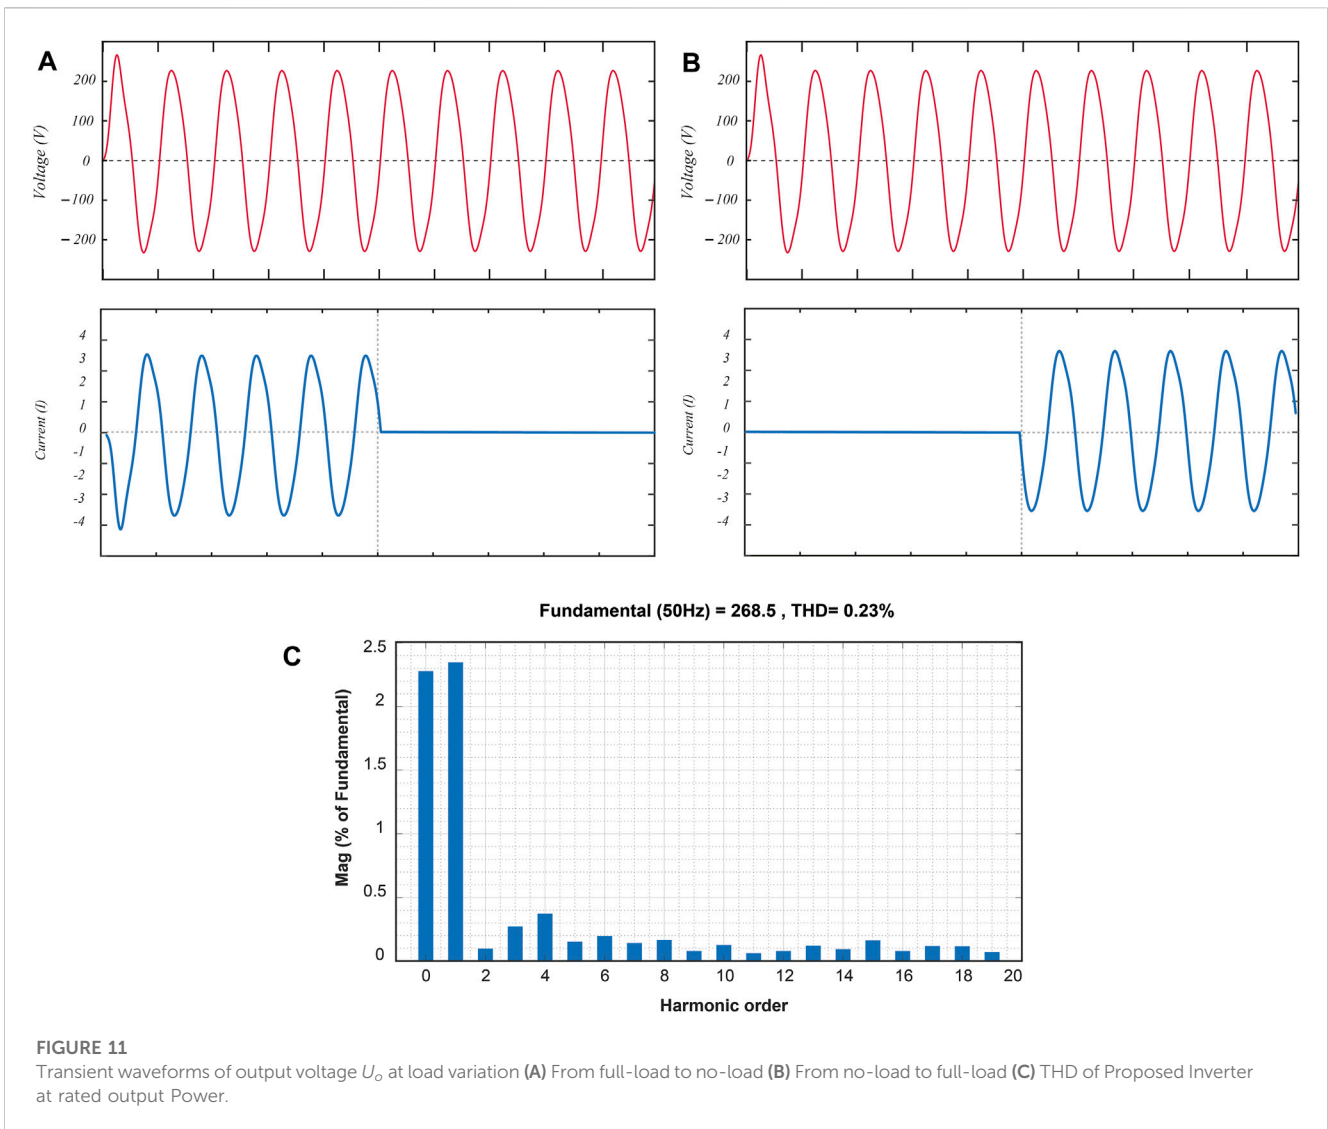 A
200
100
0
−100
−200
Voltage (V)
B
200
100
0
−100
−200
Voltage (V)
4
3
2
1
0
-1
-2
-3
-4
Current (I)
4
3
2
1
0
-1
-2
-3
-4
Current (I)
Fundamental (50Hz) = 268.5 , THD= 0.23%
C
2.5
2
1.5
1
0.5
0
Mag (% of Fundamental)
0 2 4 6 8 10 12 14 16 18 20
Harmonic order
FIGURE 11
Transient waveforms of output voltage Uo at load variation (A) From full-load to no-load (B) From no-load to full-load (C) THD of Proposed Inverter
at rated output Power.